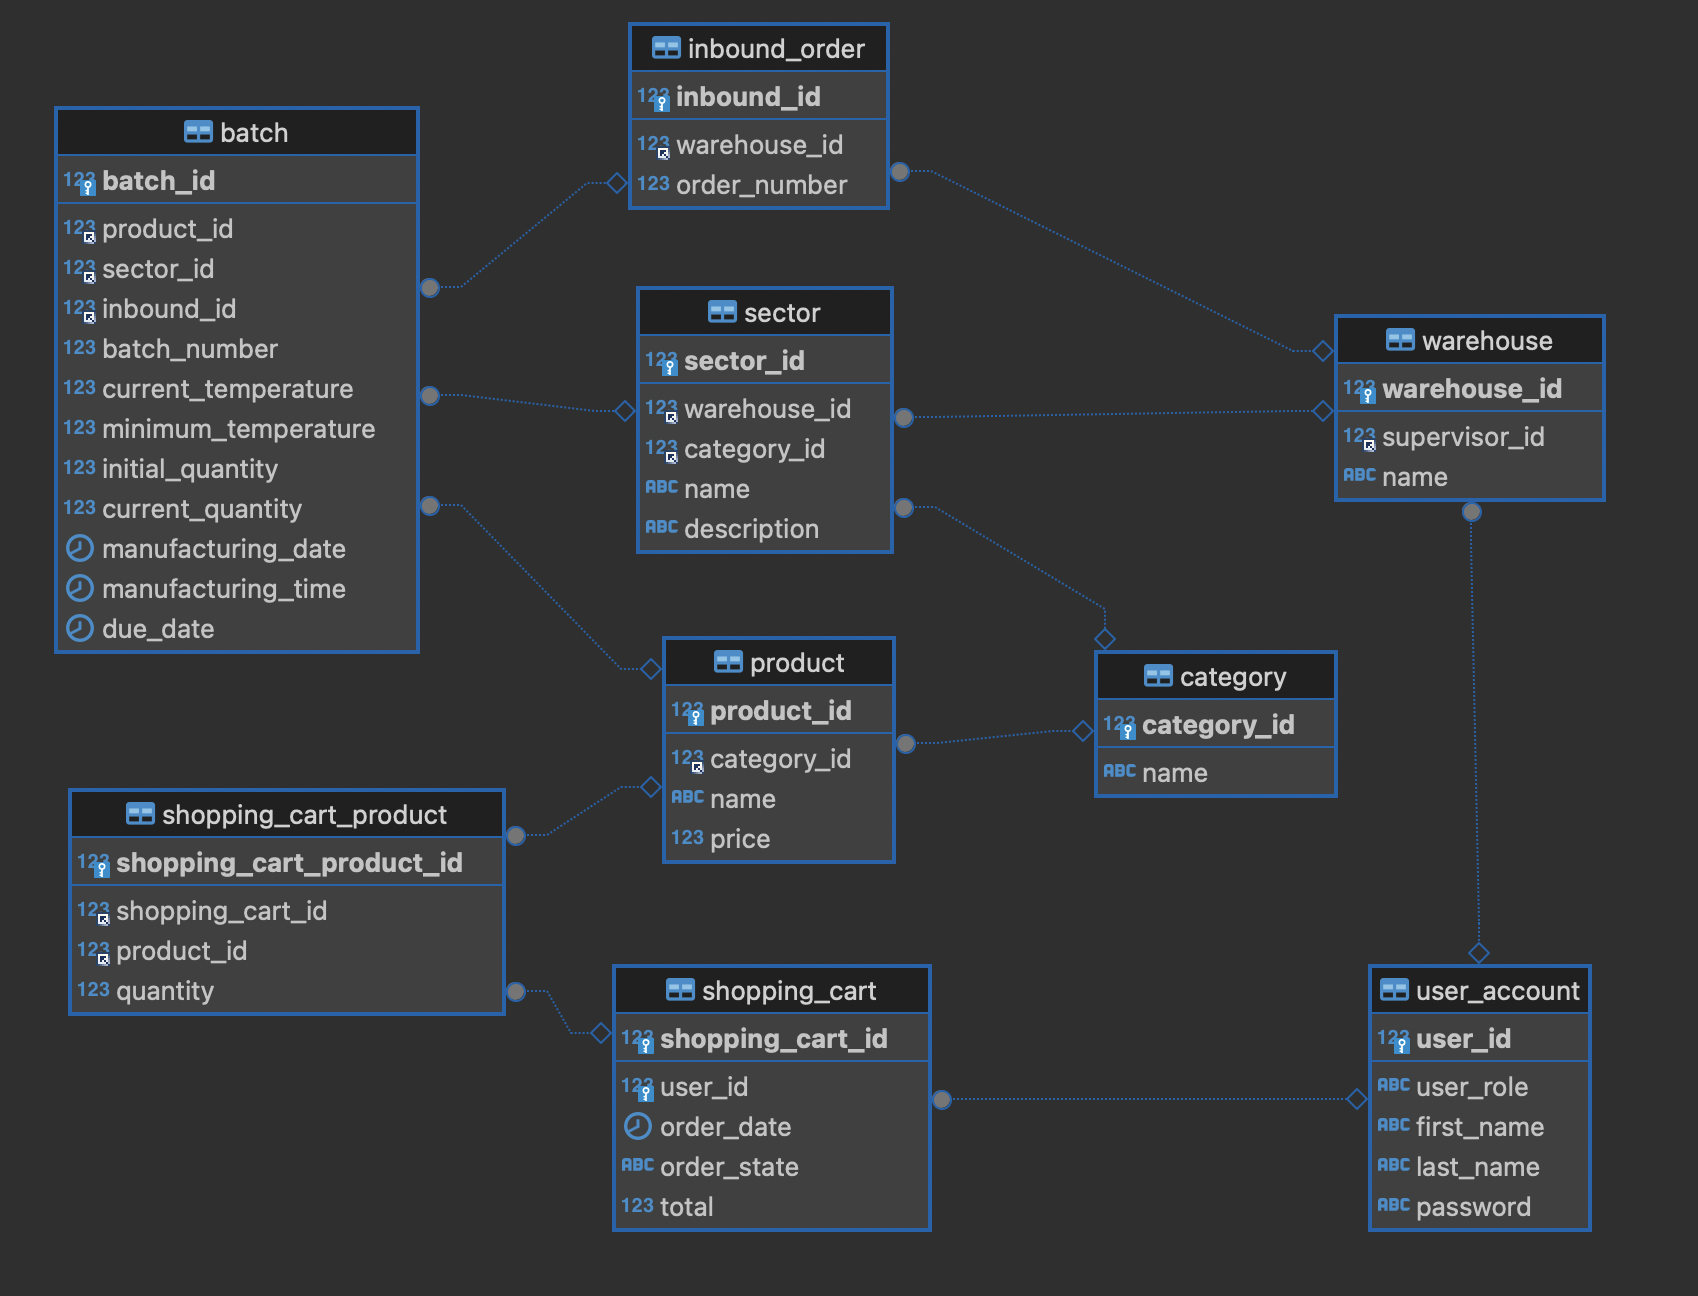 inbound_order
123 inbound_id
123 warehouse_id
123 order_number
batch
123 batch_id
123 product_id
123 sector_id
123 inbound_id
123 batch_number
123 current_temperature
123 minimum_temperature
123 initial_quantity
123 current_quantity
manufacturing_date
manufacturing_time
due_date
sector
123 sector_id
123 warehouse_id
123 category_id
ABC name
ABC description
warehouse
123 warehouse_id
123 supervisor_id
ABC name
product
123 product_id
123 category_id
ABC name
123 price
category
123 category_id
ABC name
shopping_cart_product
123 shopping_cart_product_id
123 shopping_cart_id
123 product_id
123 quantity
shopping_cart
123 shopping_cart_id
123 user_id
order_date
ABC order_state
123 total
user_account
123 user_id
ABC user_role
ABC first_name
ABC last_name
ABC password